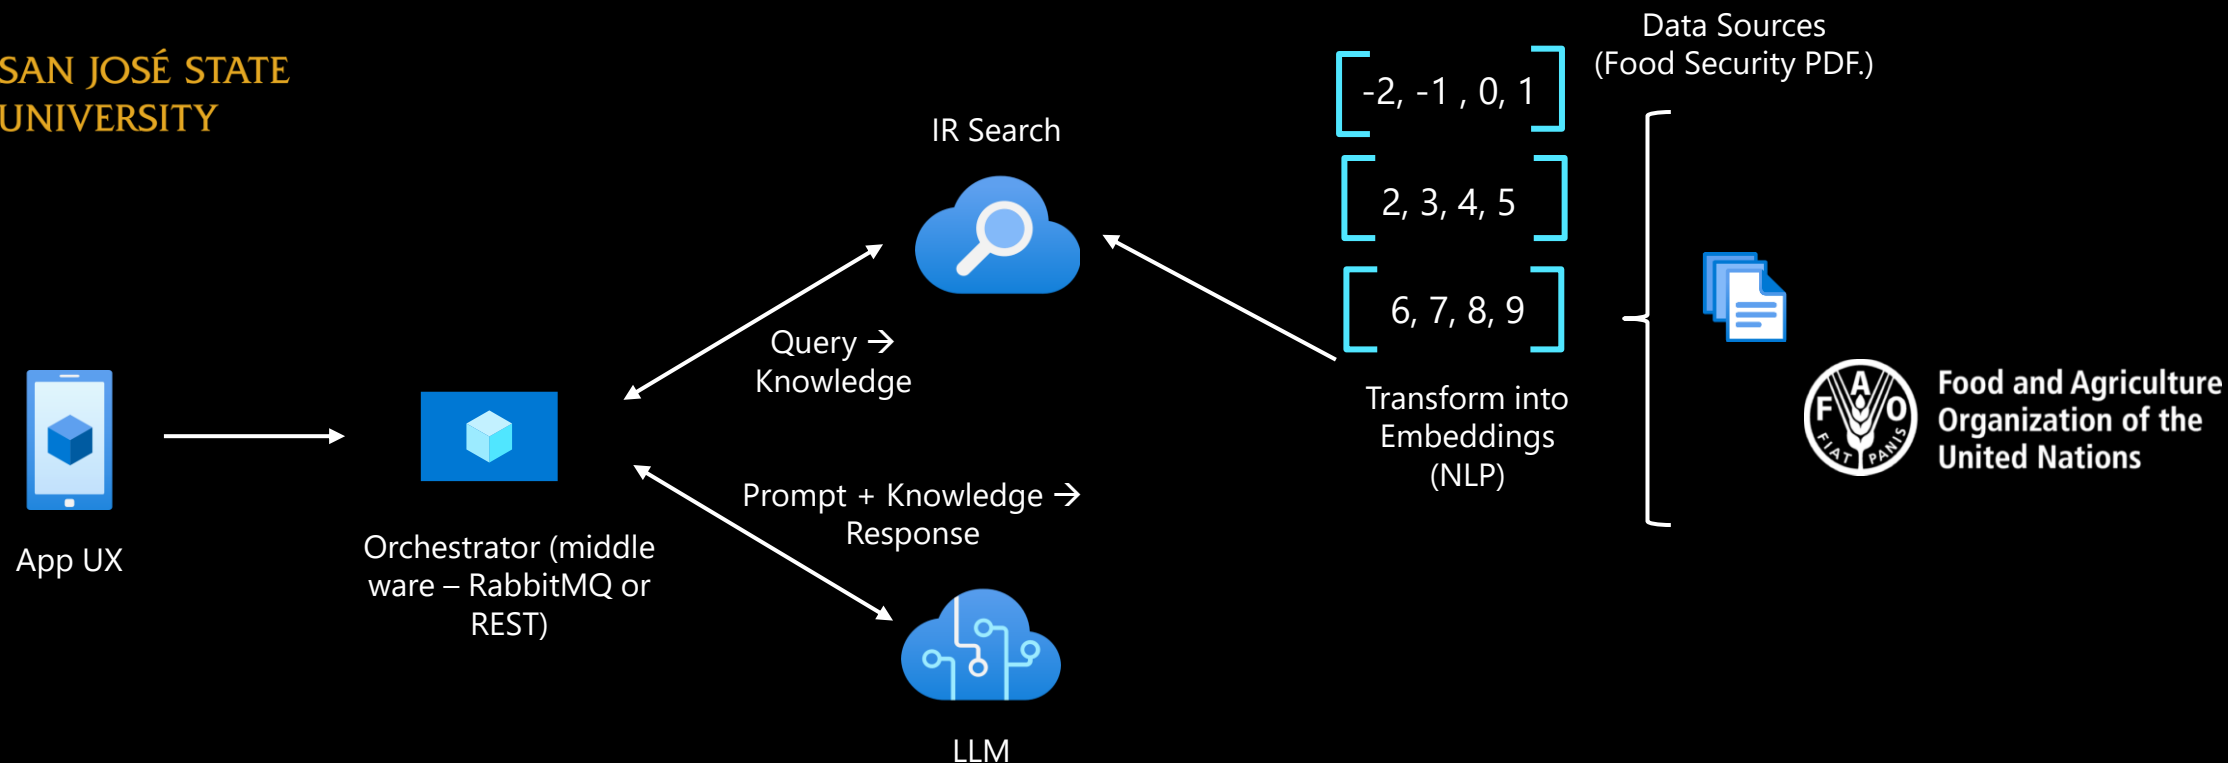 SAN JOSÉ STATE
UNIVERSITY
IR Search
-2, -1 , 0, 1
2, 3, 4, 5
6, 7, 8, 9
Data Sources
(Food Security PDF.)
Query →
Knowledge
Transform into
Embeddings
(NLP)
F A O
FIAT PANIS
Food and Agriculture
Organization of the
United Nations
App UX
Orchestrator (middle
ware – RabbitMQ or
REST)
Prompt + Knowledge →
Response
LLM